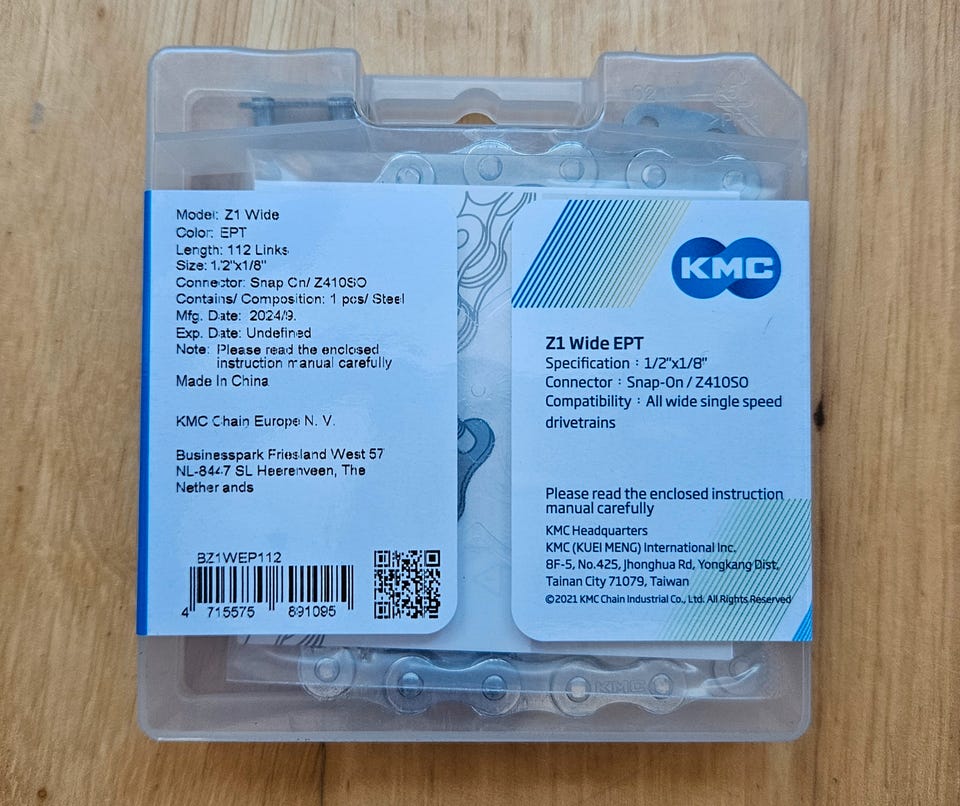 Model: Z1 Wide
Color: EPT
Length: 112 Links
Size: 1/2"x1/8"
Connector: Snap On/ Z410SO
Contains/ Composition: 1 pcs/ Steel
Mfg. Date: 2024/9.
Exp. Date: Undefined
Note: Please read the enclosed
instruction manual carefully
Made In China
KMC Chain Europe N. V.
Businesspark Friesland West 57
NL-8447 SL Heerenveen, The
Netherlands
BZ1WEP112
4 715575 891095
KMC
Z1 Wide EPT
Specification : 1/2"x1/8"
Connector : Snap-On / Z410SO
Compatibility : All wide single speed
drivetrains
Please read the enclosed instruction
manual carefully
KMC Headquarters
KMC (KUEI MENG) International Inc.
8F-5, No.425, Jhonghua Rd, Yongkang Dist,
Tainan City 71079, Taiwan
©2021 KMC Chain Industrial Co., Ltd. All Rights Reserved
KMC